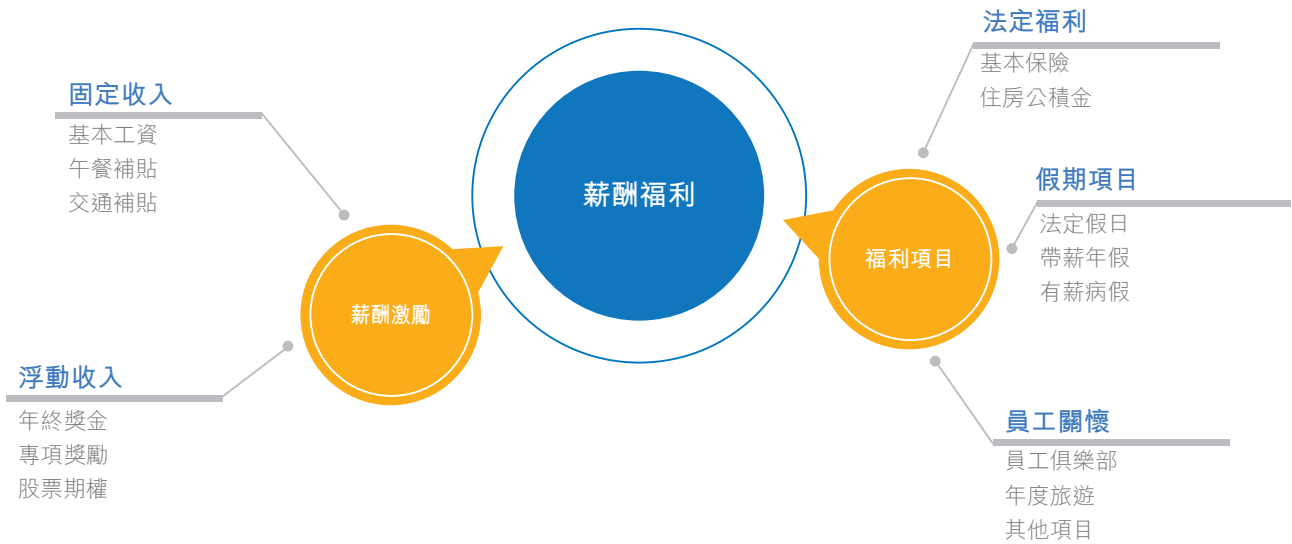 薪酬福利
薪酬激勵
固定收入
基本工資
午餐補貼
交通補貼
浮動收入
年終獎金
專項獎勵
股票期權
福利項目
法定福利
基本保險
住房公積金
假期項目
法定假日
帶薪年假
有薪病假
員工關懷
員工俱樂部
年度旅遊
其他項目